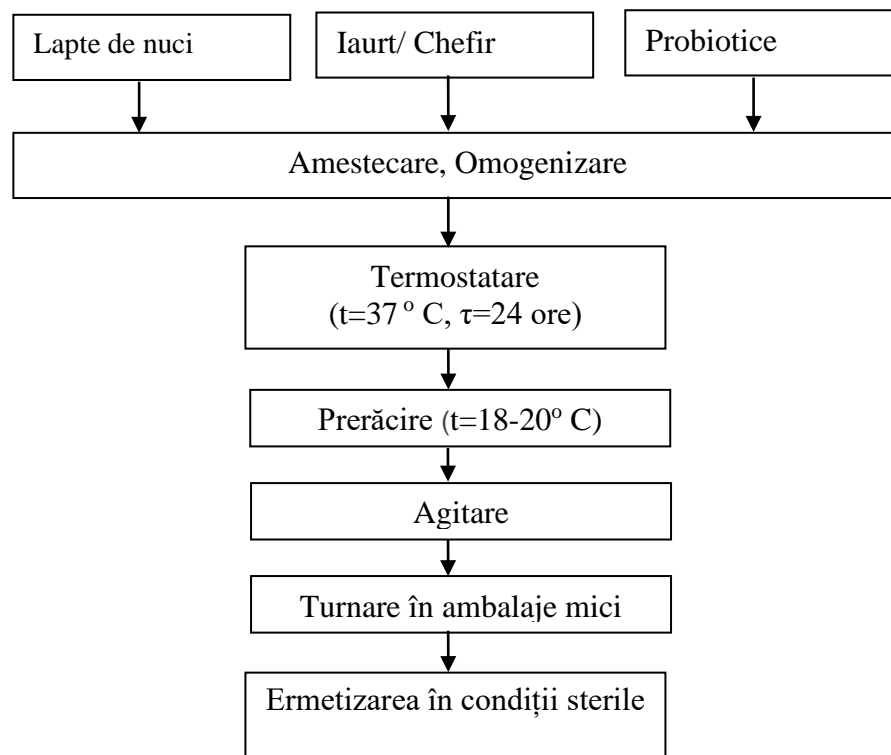 Lapte de nuci
Iaurt/ Chefir
Probiotice
Amestecare, Omogenizare
Termostatare
(t=37 º C, τ=24 ore)
Prerăcire (t=18-20º C)
Agitare
Turnare în ambalaje mici
Ermetizarea în condiții sterile